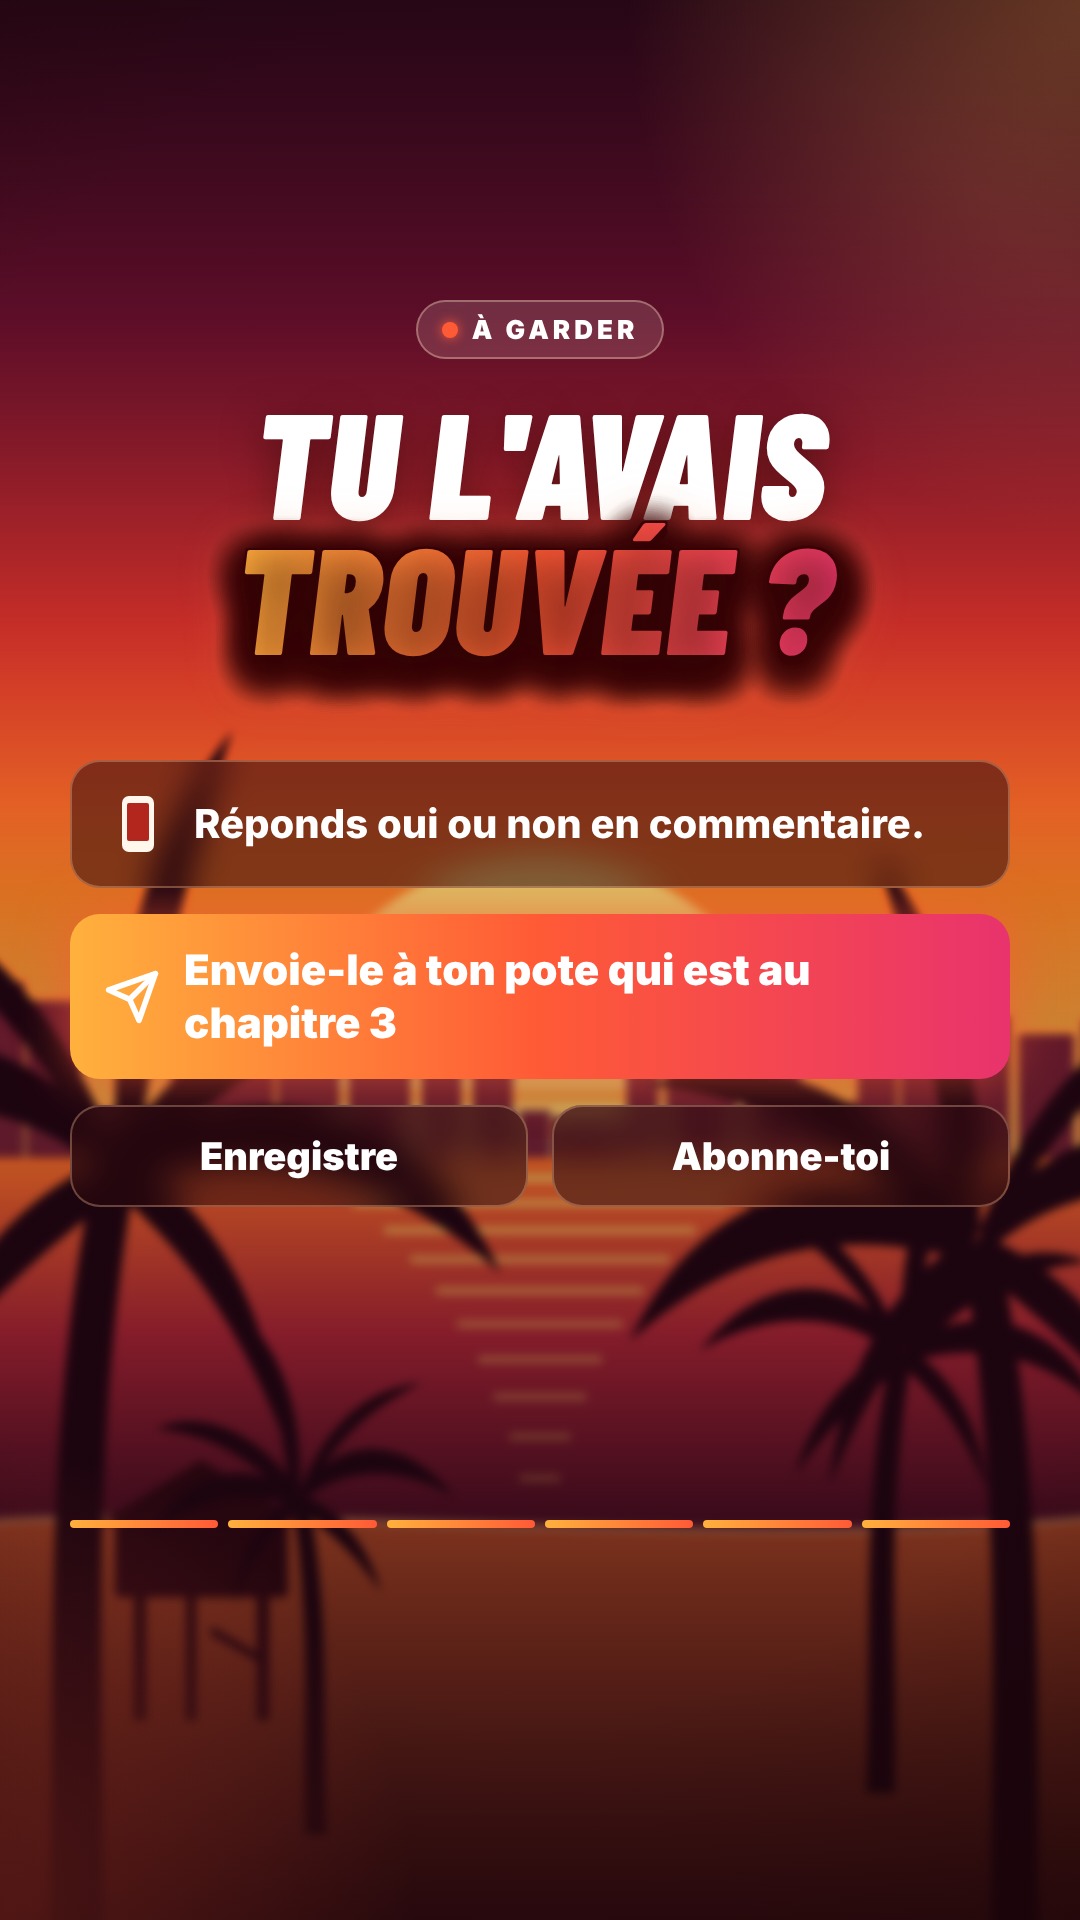 À GARDER
TU L'AVAIS
TROUVÉE ?
Réponds oui ou non en commentaire.
Envoie-le à ton pote qui est au
chapitre 3
Enregistre
Abonne-toi